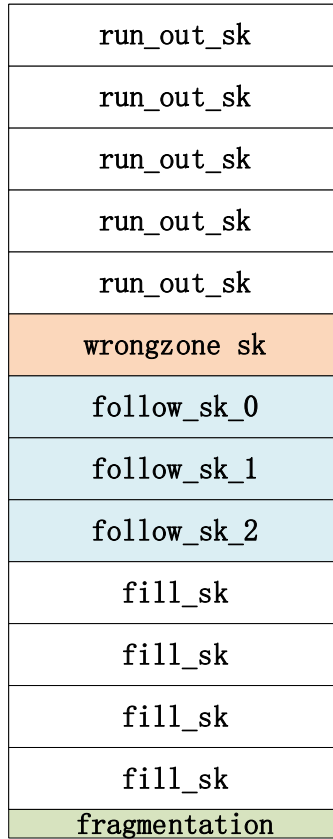 run_out_sk
run_out_sk
run_out_sk
run_out_sk
run_out_sk
wrongzone sk
follow_sk_0
follow_sk_1
follow_sk_2
fill_sk
fill_sk
fill_sk
fill_sk
fragmentation